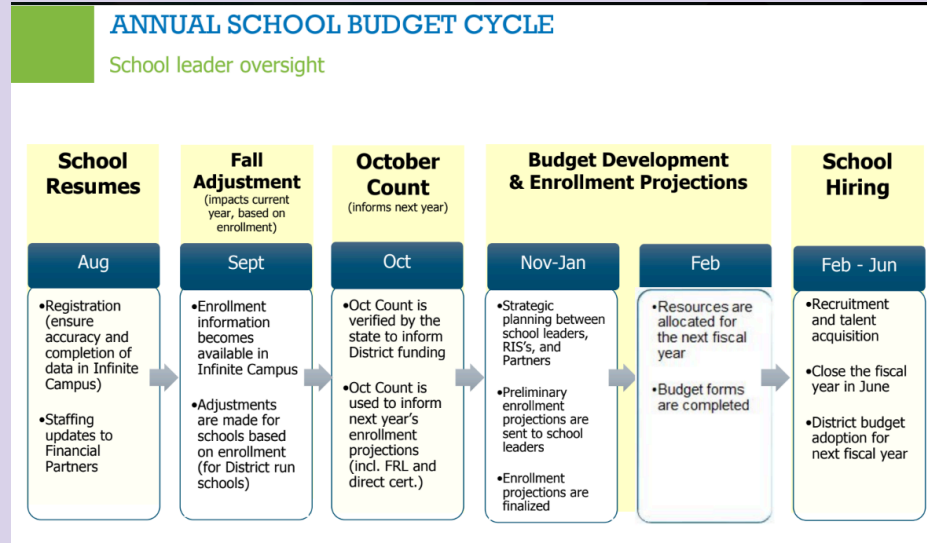 ANNUAL SCHOOL BUDGET CYCLE
School leader oversight
School
Resumes
Aug
•Registration
(ensure
accuracy and
completion of
data in Infinite
Campus)
•Staffing
updates to
Financial
Partners
Fall
Adjustment
(impacts current
year, based on
enrollment)
Sept
•Enrollment
information
becomes
available in
Infinite Campus
•Adjustments
are made for
schools based
on enrollment
(for District run
schools)
October
Count
(informs next year)
Oct
•Oct Count is
verified by the
state to inform
District funding
•Oct Count is
used to inform
next year's
enrollment
projections
(incl. FRL and
direct cert.)
Budget Development
& Enrollment Projections
Nov-Jan
•Strategic
planning between
school leaders,
RIS's, and
Partners
•Preliminary
enrollment
projections are
sent to school
leaders
•Enrollment
projections are
finalized
Feb
•Resources are
allocated for
the next fiscal
year
•Budget forms
are completed
School
Hiring
Feb - Jun
•Recruitment
and talent
acquisition
•Close the fiscal
year in June
•District budget
adoption for
next fiscal year